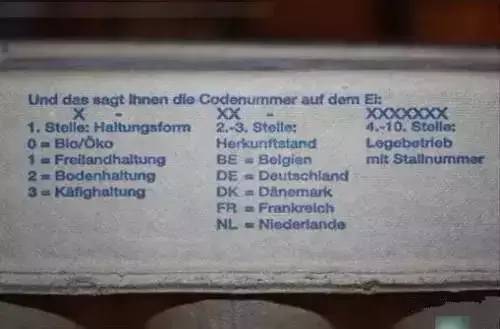 Und das sagt Ihnen die Codenummer auf dem Ei:
X - XX - XXXXXXX
1. Stelle: Haltungsform 2.-3. Stelle: 4.-10. Stelle:
0 = Bio/Öko Herkunftstand Legebetrieb
1 = Freilandhaltung BE = Belgien mit Stallnummer
2 = Bodenhaltung DE = Deutschland
3 = Käfighaltung DK = Dänemark
FR = Frankreich
NL = Niederlande